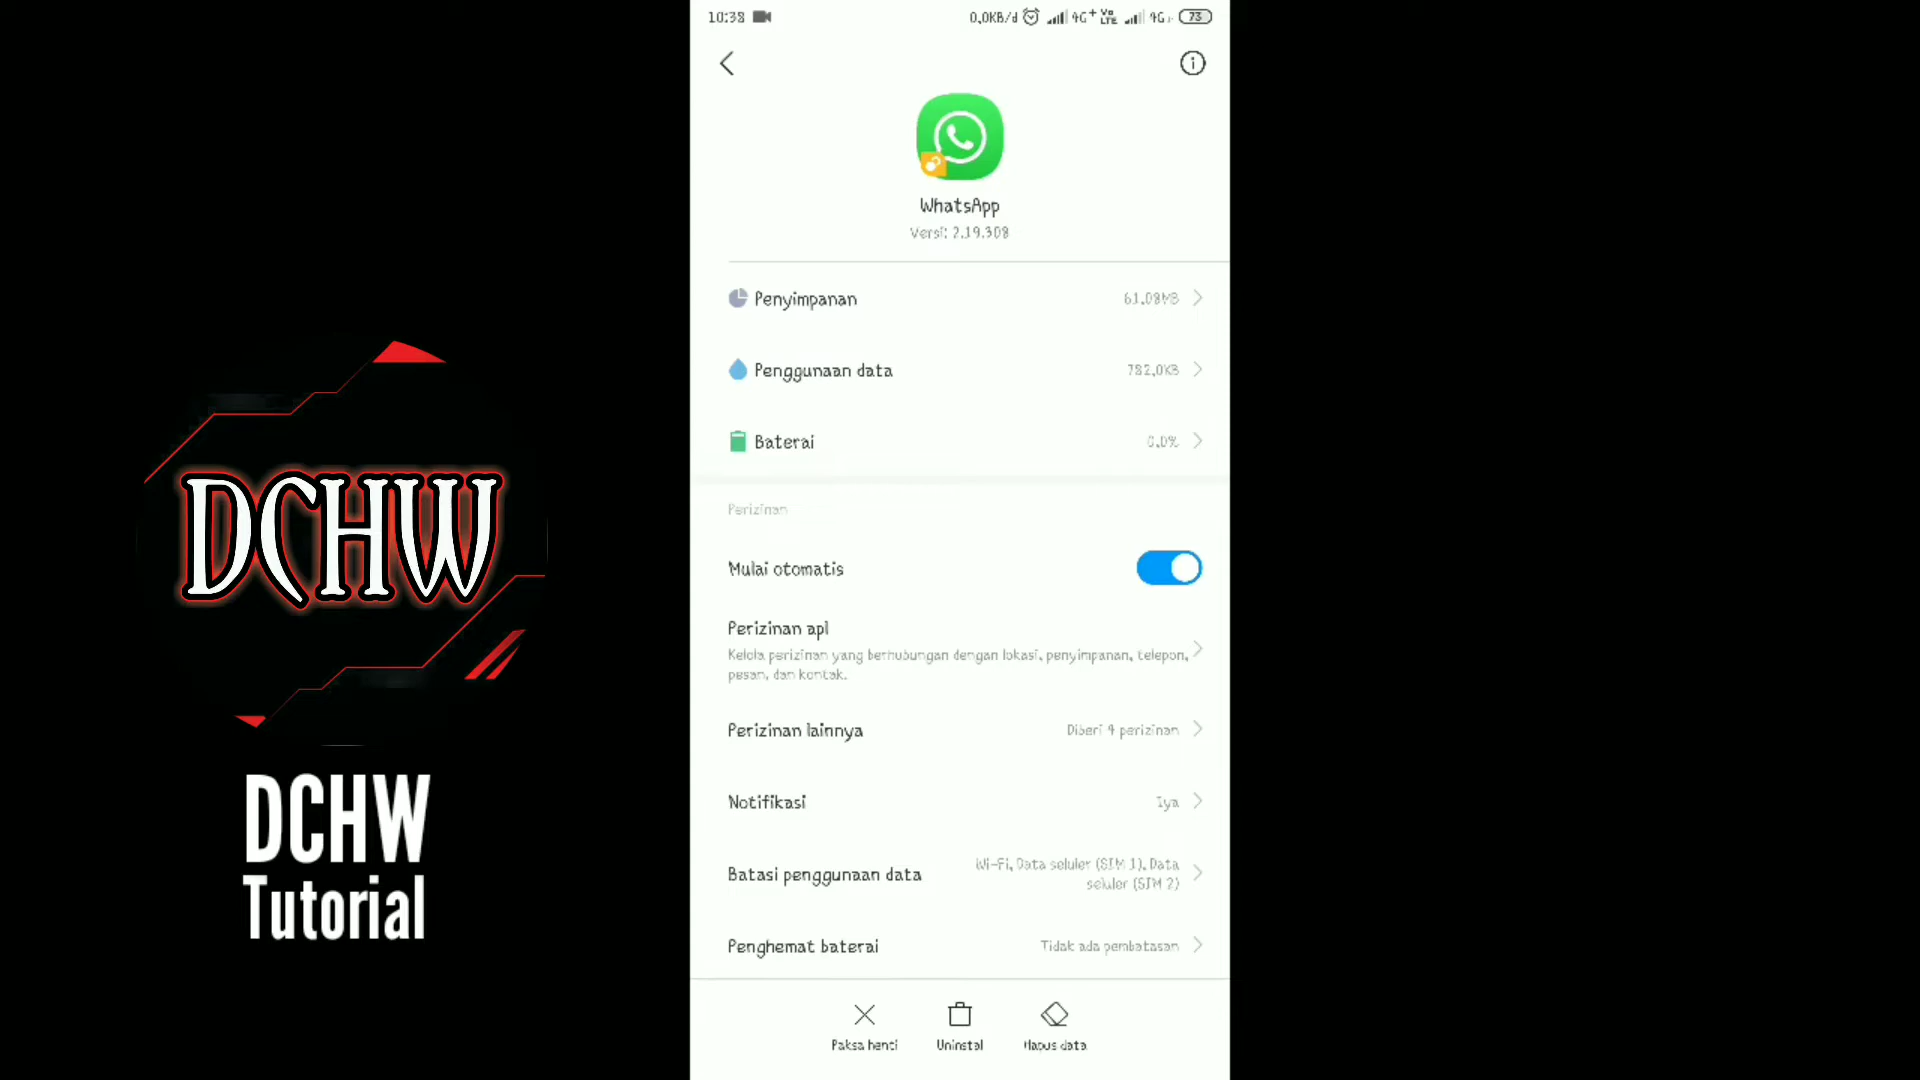 10:38 0,0KB/d 4G+ Vo LTE 4G 73
WhatsApp
Versi: 2.19.308
Penyimpanan 61,08MB
Penggunaan data 782,0KB
Baterai 0,0%
Perizinan
Mulai otomatis
Perizinan apl
Kelola perizinan yang berhubungan dengan lokasi, penyimpanan, telepon,
pesan, dan kontak.
Perizinan lainnya Diberi 4 perizinan
Notifikasi Iya
Batasi penggunaan data Wi-Fi, Data seluler (SIM 1), Data
seluler (SIM 2)
Penghemat baterai Tidak ada pembatasan
Paksa henti Uninstal Hapus data
DCHW
DCHW
Tutorial